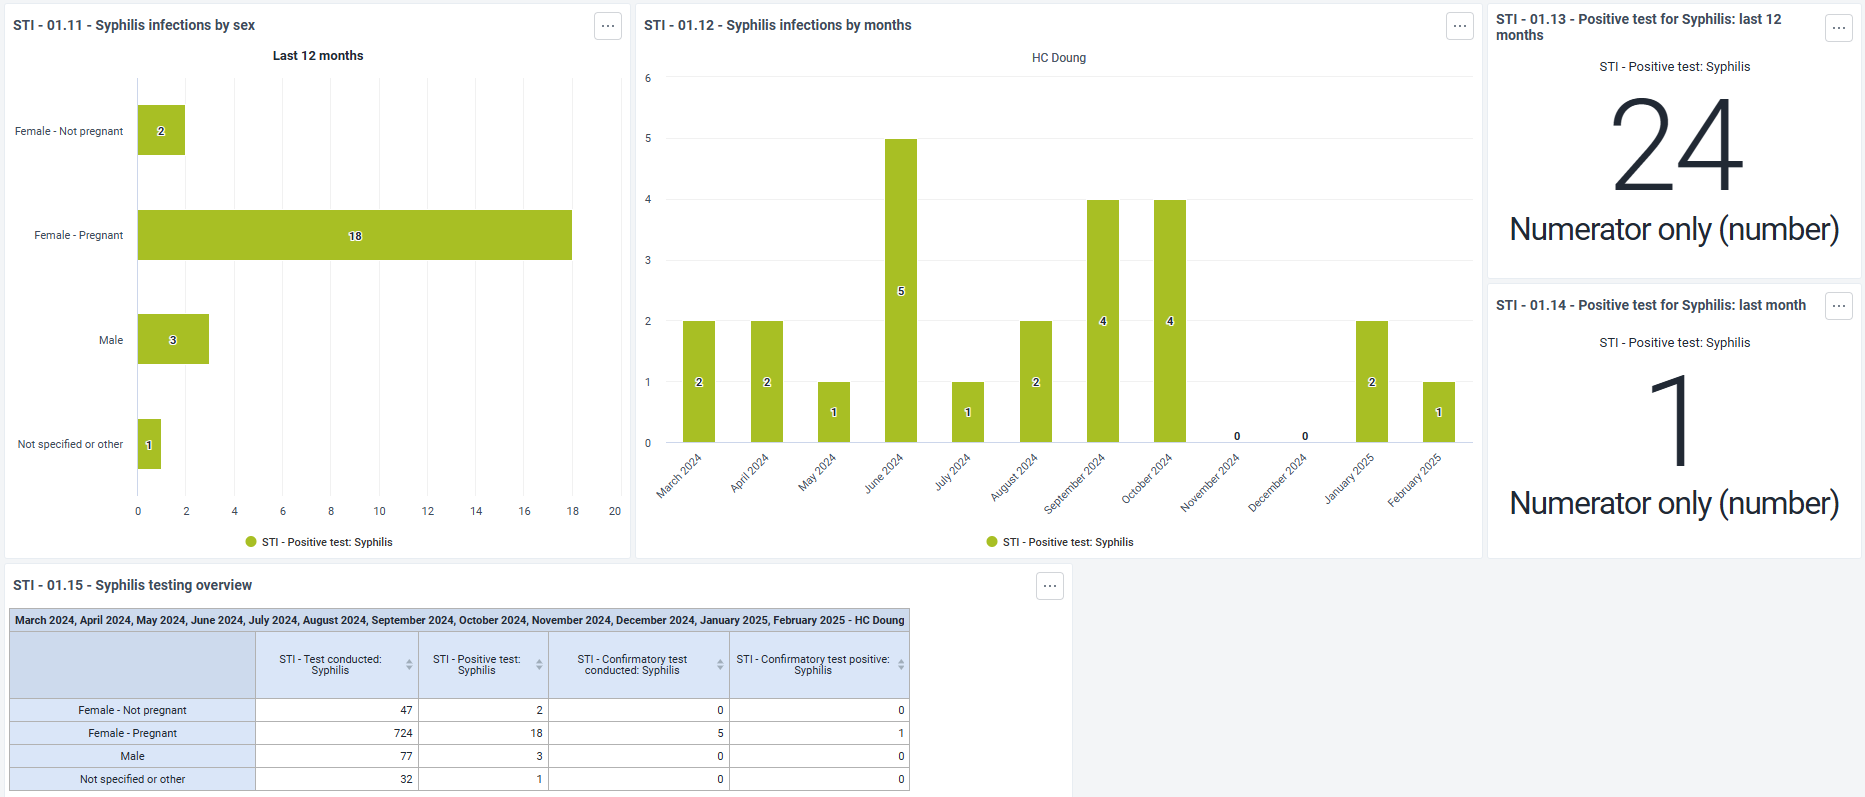 STI - 01.11 - Syphilis infections by sex
Last 12 months
Female - Not pregnant
2
Female - Pregnant
18
Male
3
Not specified or other
1
0 2 4 6 8 10 12 14 16 18 20
STI - Positive test: Syphilis
STI - 01.12 - Syphilis infections by months
HC Doung
6
5
4
3
2
1
0
2 2 1 5 1 2 4 4 0 0 2 1
March 2024 April 2024 May 2024 June 2024 July 2024 August 2024 September 2024 October 2024 November 2024 December 2024 January 2025 February 2025
STI - Positive test: Syphilis
STI - 01.13 - Positive test for Syphilis: last 12
months
STI - Positive test: Syphilis
24
Numerator only (number)
STI - 01.14 - Positive test for Syphilis: last month
STI - Positive test: Syphilis
1
Numerator only (number)
STI - 01.15 - Syphilis testing overview
March 2024, April 2024, May 2024, June 2024, July 2024, August 2024, September 2024, October 2024, November 2024, December 2024, January 2025, February 2025 - HC Doung
STI - Test conducted:
Syphilis
STI - Positive test:
Syphilis
STI - Confirmatory test
conducted: Syphilis
STI - Confirmatory test positive:
Syphilis
Female - Not pregnant 47 2 0 0
Female - Pregnant 724 18 5 1
Male 77 3 0 0
Not specified or other 32 1 0 0